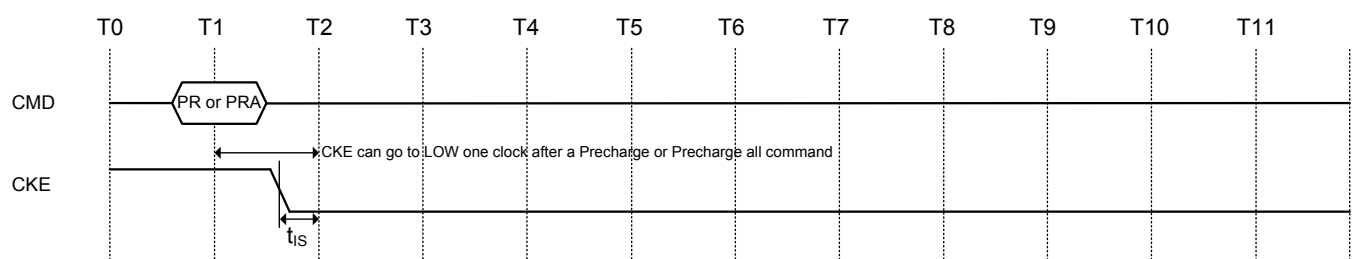 T0 T1 T2 T3 T4 T5 T6 T7 T8 T9 T10 T11
CMD PR or PRA
CKE can go to LOW one clock after a Precharge or Precharge all command
CKE
tIS